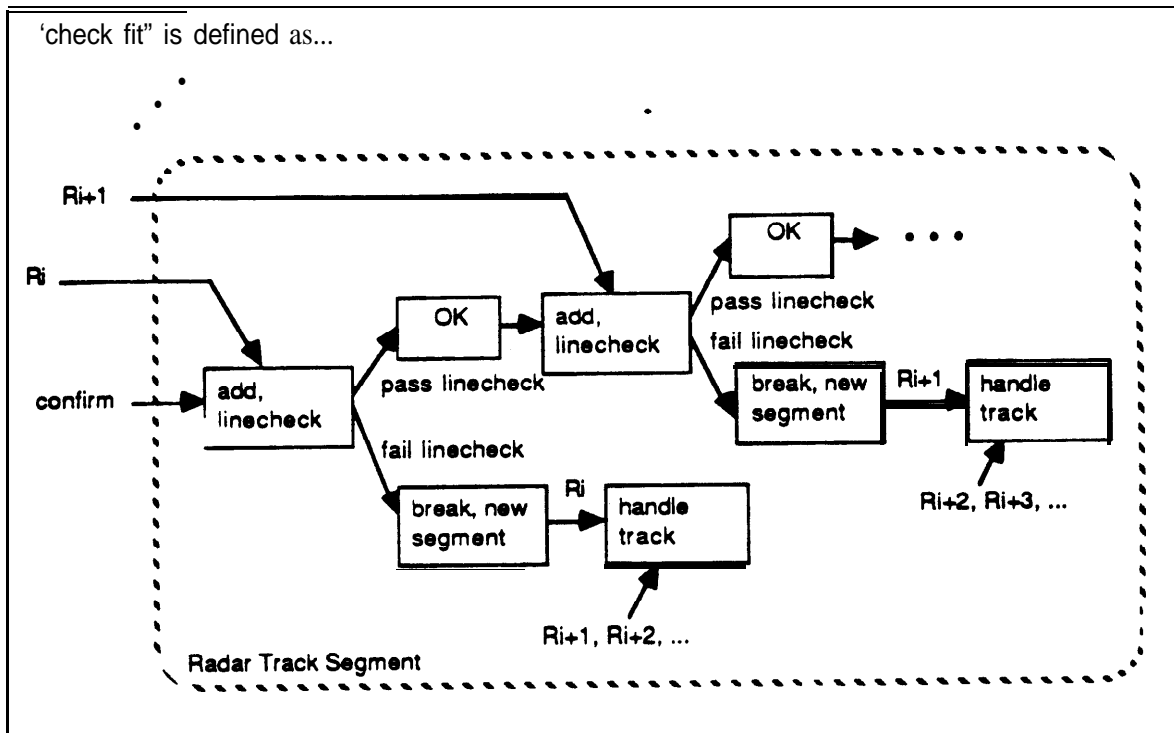 ‘check fit” is defined as...
Ri+1
OK
• • •
Ri
pass linecheck
OK
add,
linecheck
fail linecheck
pass linecheck
confirm
add,
linecheck
break, new
segment
Ri+1
handle
track
fail linecheck
Ri+2, Ri+3, ...
break, new
segment
Ri
handle
track
Ri+1, Ri+2, ...
Radar Track Segment